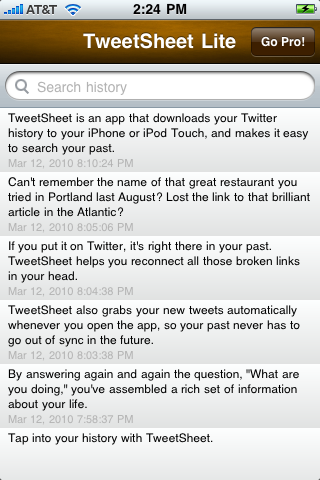 AT&T 2:24 PM
TweetSheet Lite Go Pro!
Search history
TweetSheet is an app that downloads your Twitter
history to your iPhone or iPod Touch, and makes it easy
to search your past.
Mar 12, 2010 8:10:24 PM
Can't remember the name of that great restaurant you
tried in Portland last August? Lost the link to that brilliant
article in the Atlantic?
Mar 12, 2010 8:05:06 PM
If you put it on Twitter, it's right there in your past.
TweetSheet helps you reconnect all those broken links
in your head.
Mar 12, 2010 8:04:38 PM
TweetSheet also grabs your new tweets automatically
whenever you open the app, so your past never has to
go out of sync in the future.
Mar 12, 2010 8:03:38 PM
By answering again and again the question, "What are
you doing," you've assembled a rich set of information
about your life.
Mar 12, 2010 7:58:37 PM
Tap into your history with TweetSheet.